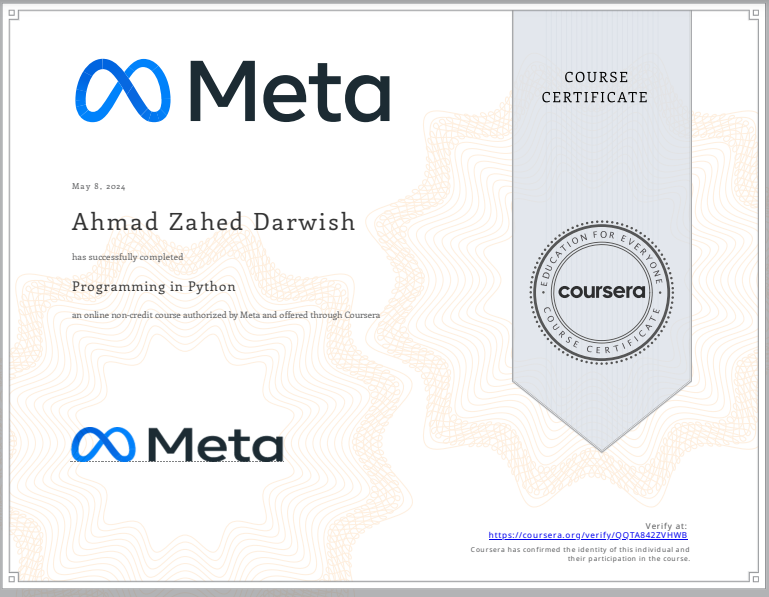 Meta
COURSE
CERTIFICATE
May 8, 2024
Ahmad Zahed Darwish
has successfully completed
Programming in Python
an online non-credit course authorized by Meta and offered through Coursera
EDUCATION FOR EVERYONE
coursera
COURSE CERTIFICATE
Meta
Verify at:
https://coursera.org/verify/QQTA842ZVHWB
Coursera has confirmed the identity of this individual and
their participation in the course.